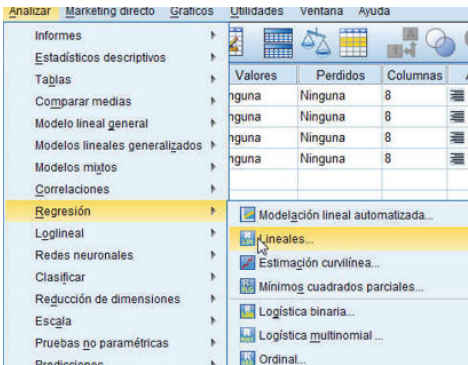 Analizar Marketing directo Gráficos Utilidades Ventana Ayuda
Informes
Estadísticos descriptivos
Tablas
Comparar medias
Modelo lineal general
Modelos lineales generalizados
Modelos mixtos
Correlaciones
Regresión
Loglineal
Redes neuronales
Clasificar
Reducción de dimensiones
Escala
Pruebas no paramétricas
Predicciones
Valores Perdidos Columnas
nguna Ninguna 8
nguna Ninguna 8
nguna Ninguna 8
nguna Ninguna 8
Modelación lineal automatizada...
Lineales...
Estimación curvilínea...
Mínimos cuadrados parciales...
Logística binaria...
Logística multinomial ...
Ordinal...